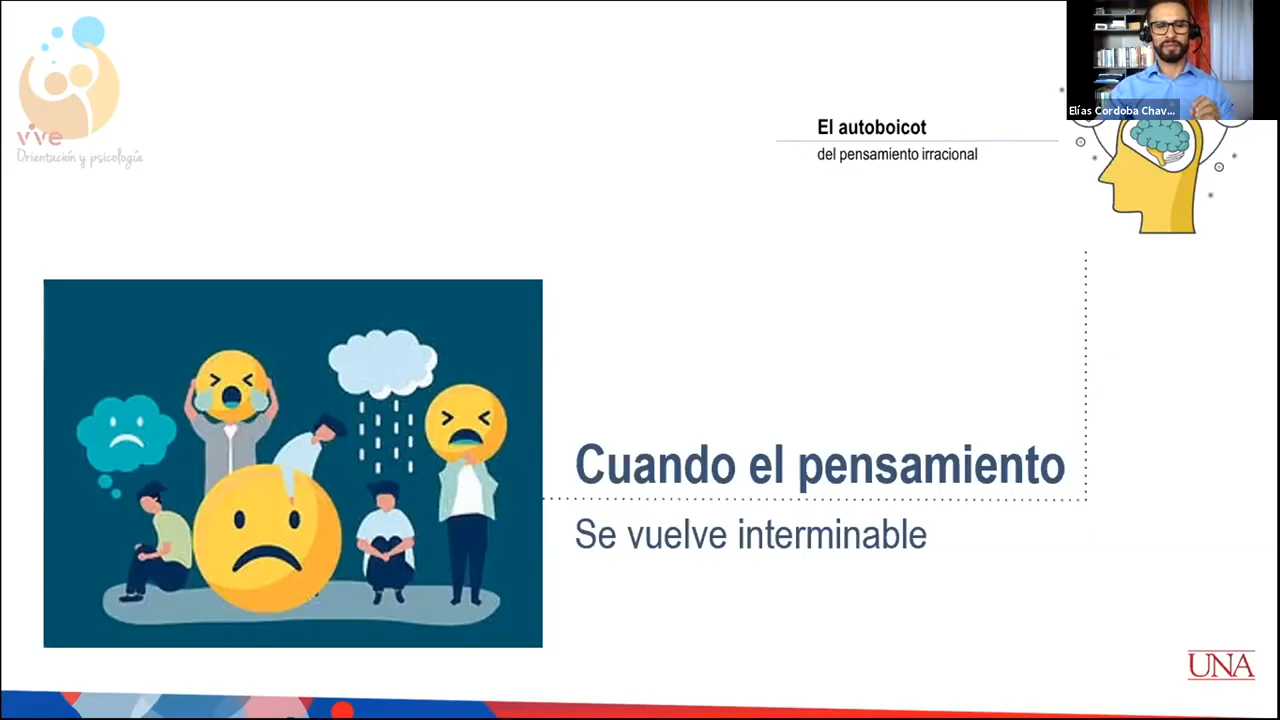 vive
Orientación y psicología
Elías Cordoba Chav...
El autoboicot
del pensamiento irracional
Cuando el pensamiento
Se vuelve interminable
UNA